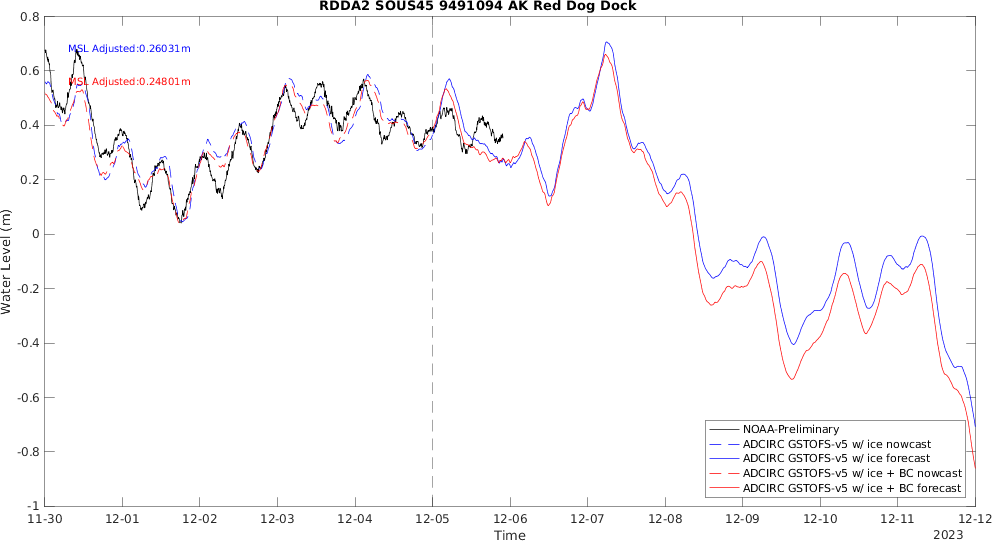 RDDA2 SOUS45 9491094 AK Red Dog Dock
0.8
MSL Adjusted:0.26031m
0.6
MSL Adjusted:0.24801m
0.4
0.2
0
-0.2
-0.4
-0.6
-0.8
-1
Water Level (m)
NOAA-Preliminary
ADCIRC GSTOFS-v5 w/ ice nowcast
ADCIRC GSTOFS-v5 w/ ice forecast
ADCIRC GSTOFS-v5 w/ ice + BC nowcast
ADCIRC GSTOFS-v5 w/ ice + BC forecast
11-30 12-01 12-02 12-03 12-04 12-05 12-06 12-07 12-08 12-09 12-10 12-11 12-12
Time
2023